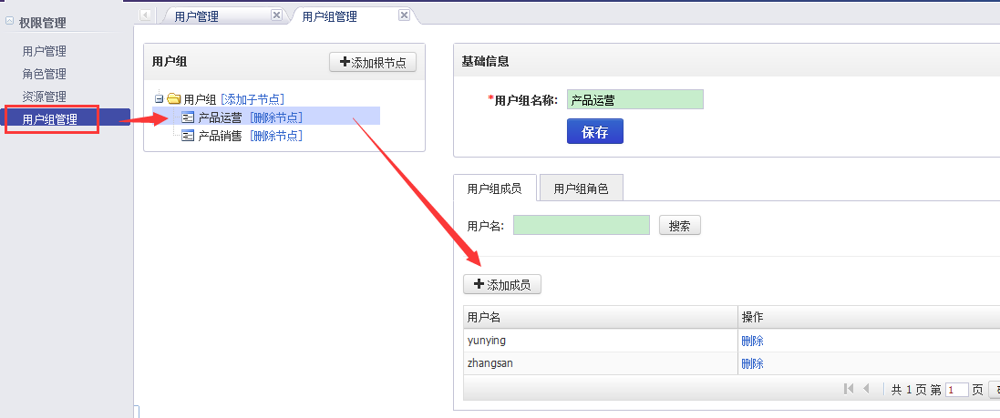 权限管理
用户管理
角色管理
资源管理
用户组管理
用户管理 用户组管理
用户组 添加根节点
用户组 [添加子节点]
产品运营 [删除节点]
产品销售 [删除节点]
基础信息
*用户组名称: 产品运营
保存
用户组成员 用户组角色
用户名: 搜索
添加成员
用户名 操作
yunying 删除
zhangsan 删除
共 1 页 第 1 页